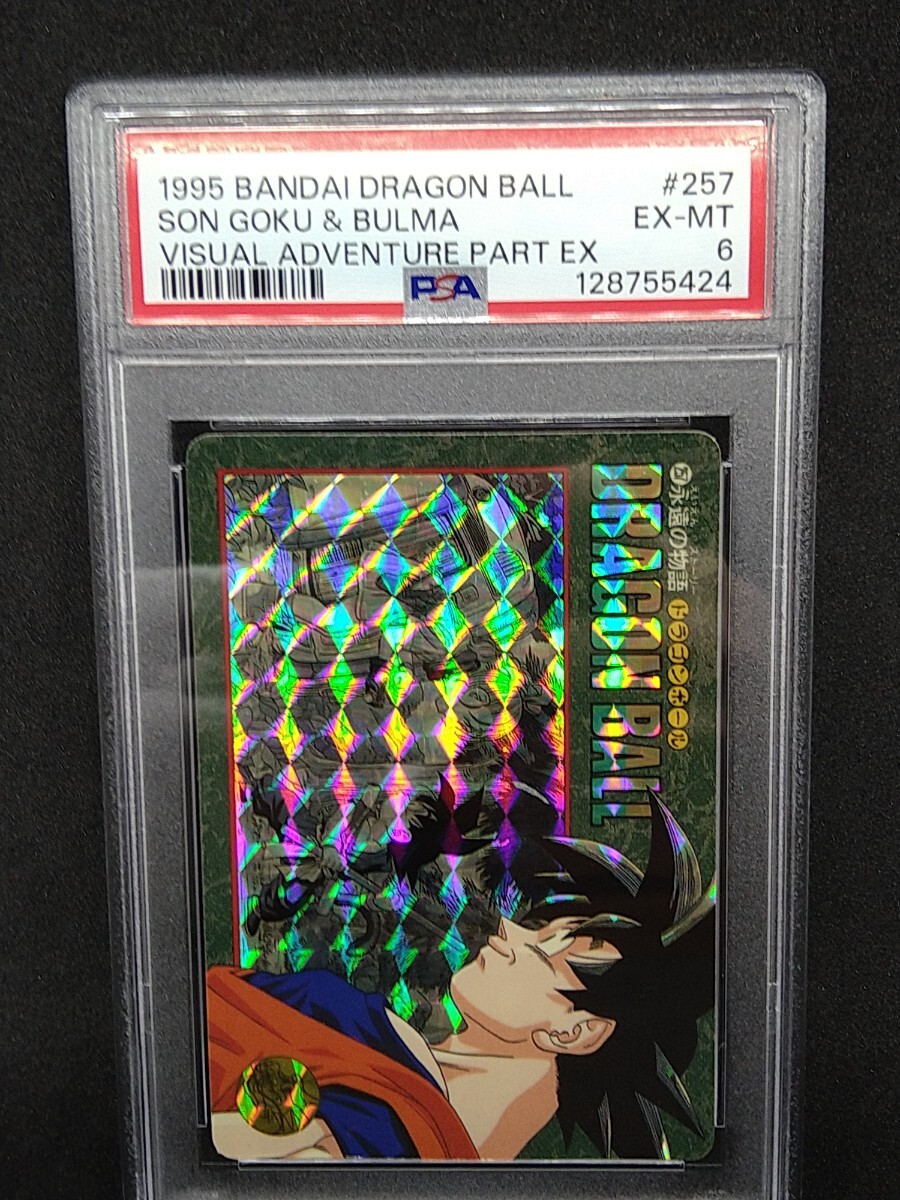 1995 BANDAI DRAGON BALL #257
SON GOKU & BULMA EX-MT
VISUAL ADVENTURE PART EX 6
PSA 128755424
257 永遠の物語 ドラゴンボール
DRAGON BALL